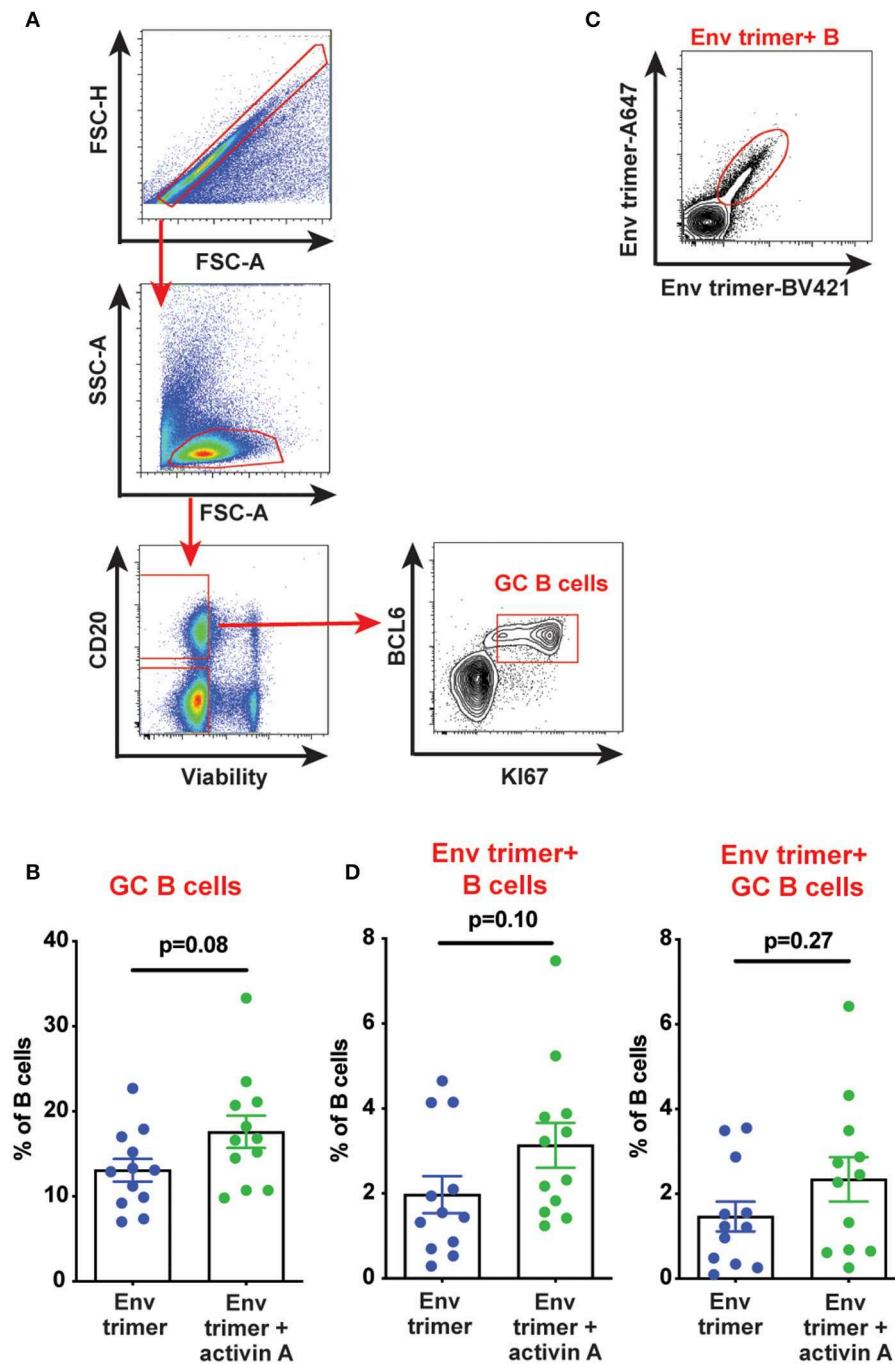 A
FSC-H
FSC-A
SSC-A
FSC-A
CD20
Viability
GC B cells
BCL6
KI67
C
Env trimer+ B
Env trimer-A647
Env trimer-BV421
B
GC B cells
p=0.08
% of B cells
40
30
20
10
0
Env
trimer
Env
trimer +
activin A
D
Env trimer+
B cells
p=0.10
% of B cells
8
6
4
2
0
Env
trimer
Env
trimer +
activin A
Env trimer+
GC B cells
p=0.27
% of B cells
8
6
4
2
0
Env
trimer
Env
trimer +
activin A